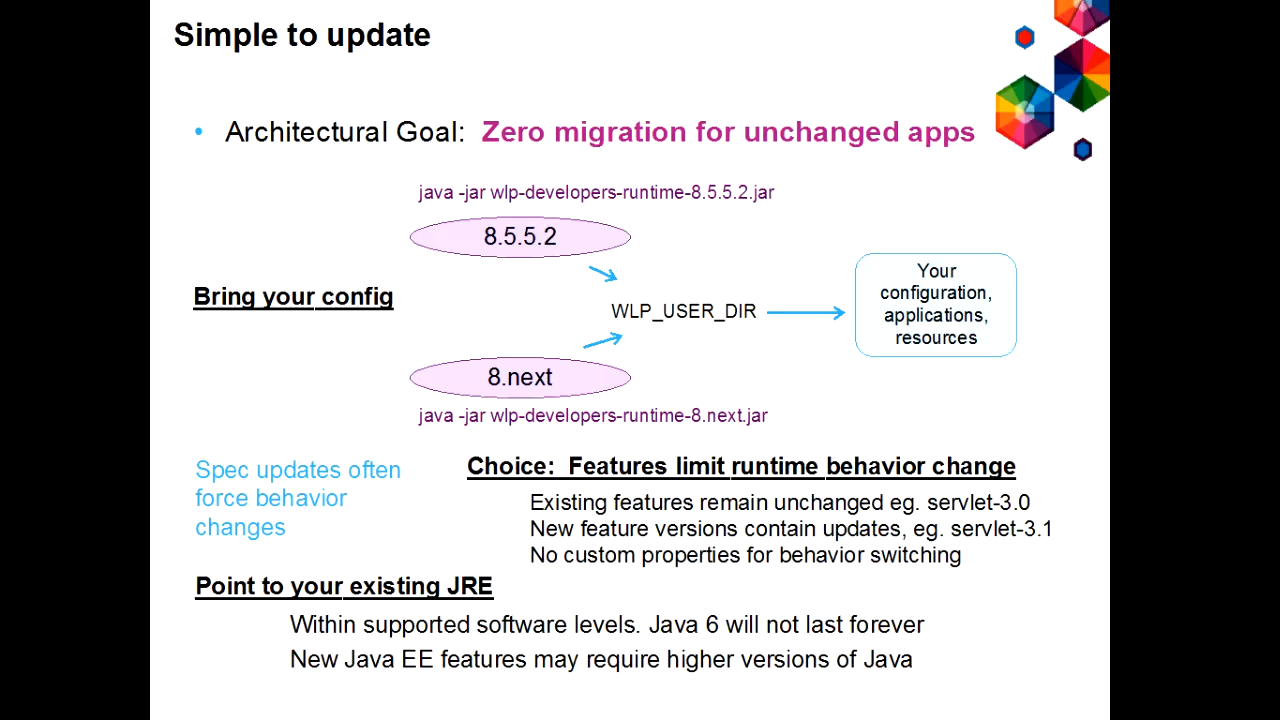 Simple to update
• Architectural Goal: Zero migration for unchanged apps
java -jar wlp-developers-runtime-8.5.5.2.jar
8.5.5.2
Bring your config
WLP_USER_DIR
Your
configuration,
applications,
resources
8.next
java -jar wlp-developers-runtime-8.next.jar
Spec updates often
force behavior
changes
Choice: Features limit runtime behavior change
Existing features remain unchanged eg. servlet-3.0
New feature versions contain updates, eg. servlet-3.1
No custom properties for behavior switching
Point to your existing JRE
Within supported software levels. Java 6 will not last forever
New Java EE features may require higher versions of Java